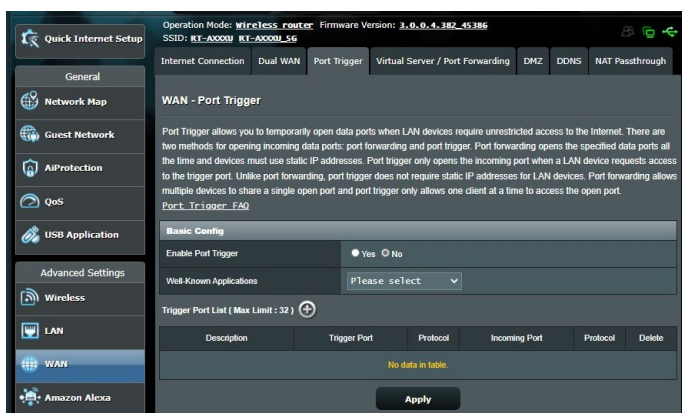 Quick Internet Setup
General
Network Map
Guest Network
AiProtection
QoS
USB Application
Advanced Settings
Wireless
LAN
WAN
Amazon Alexa
Operation Mode: Wireless router Firmware Version: 3.0.0.4.382_45386
SSID: RT-AXXXU RT-AXXXU_5G
Internet Connection Dual WAN Port Trigger Virtual Server / Port Forwarding DMZ DDNS NAT Passthrough
WAN - Port Trigger
Port Trigger allows you to temporarily open data ports when LAN devices require unrestricted access to the Internet. There are
two methods for opening incoming data ports: port forwarding and port trigger. Port forwarding opens the specified data ports all
the time and devices must use static IP addresses. Port trigger only opens the incoming port when a LAN device requests access
to the trigger port. Unlike port forwarding, port trigger does not require static IP addresses for LAN devices. Port forwarding allows
multiple devices to share a single open port and port trigger only allows one client at a time to access the open port.
Port Trigger FAQ
Basic Config
Enable Port Trigger Yes No
Well-Known Applications Please select
Trigger Port List ( Max Limit : 32 )
Description Trigger Port Protocol Incoming Port Protocol Delete
No data in table.
Apply